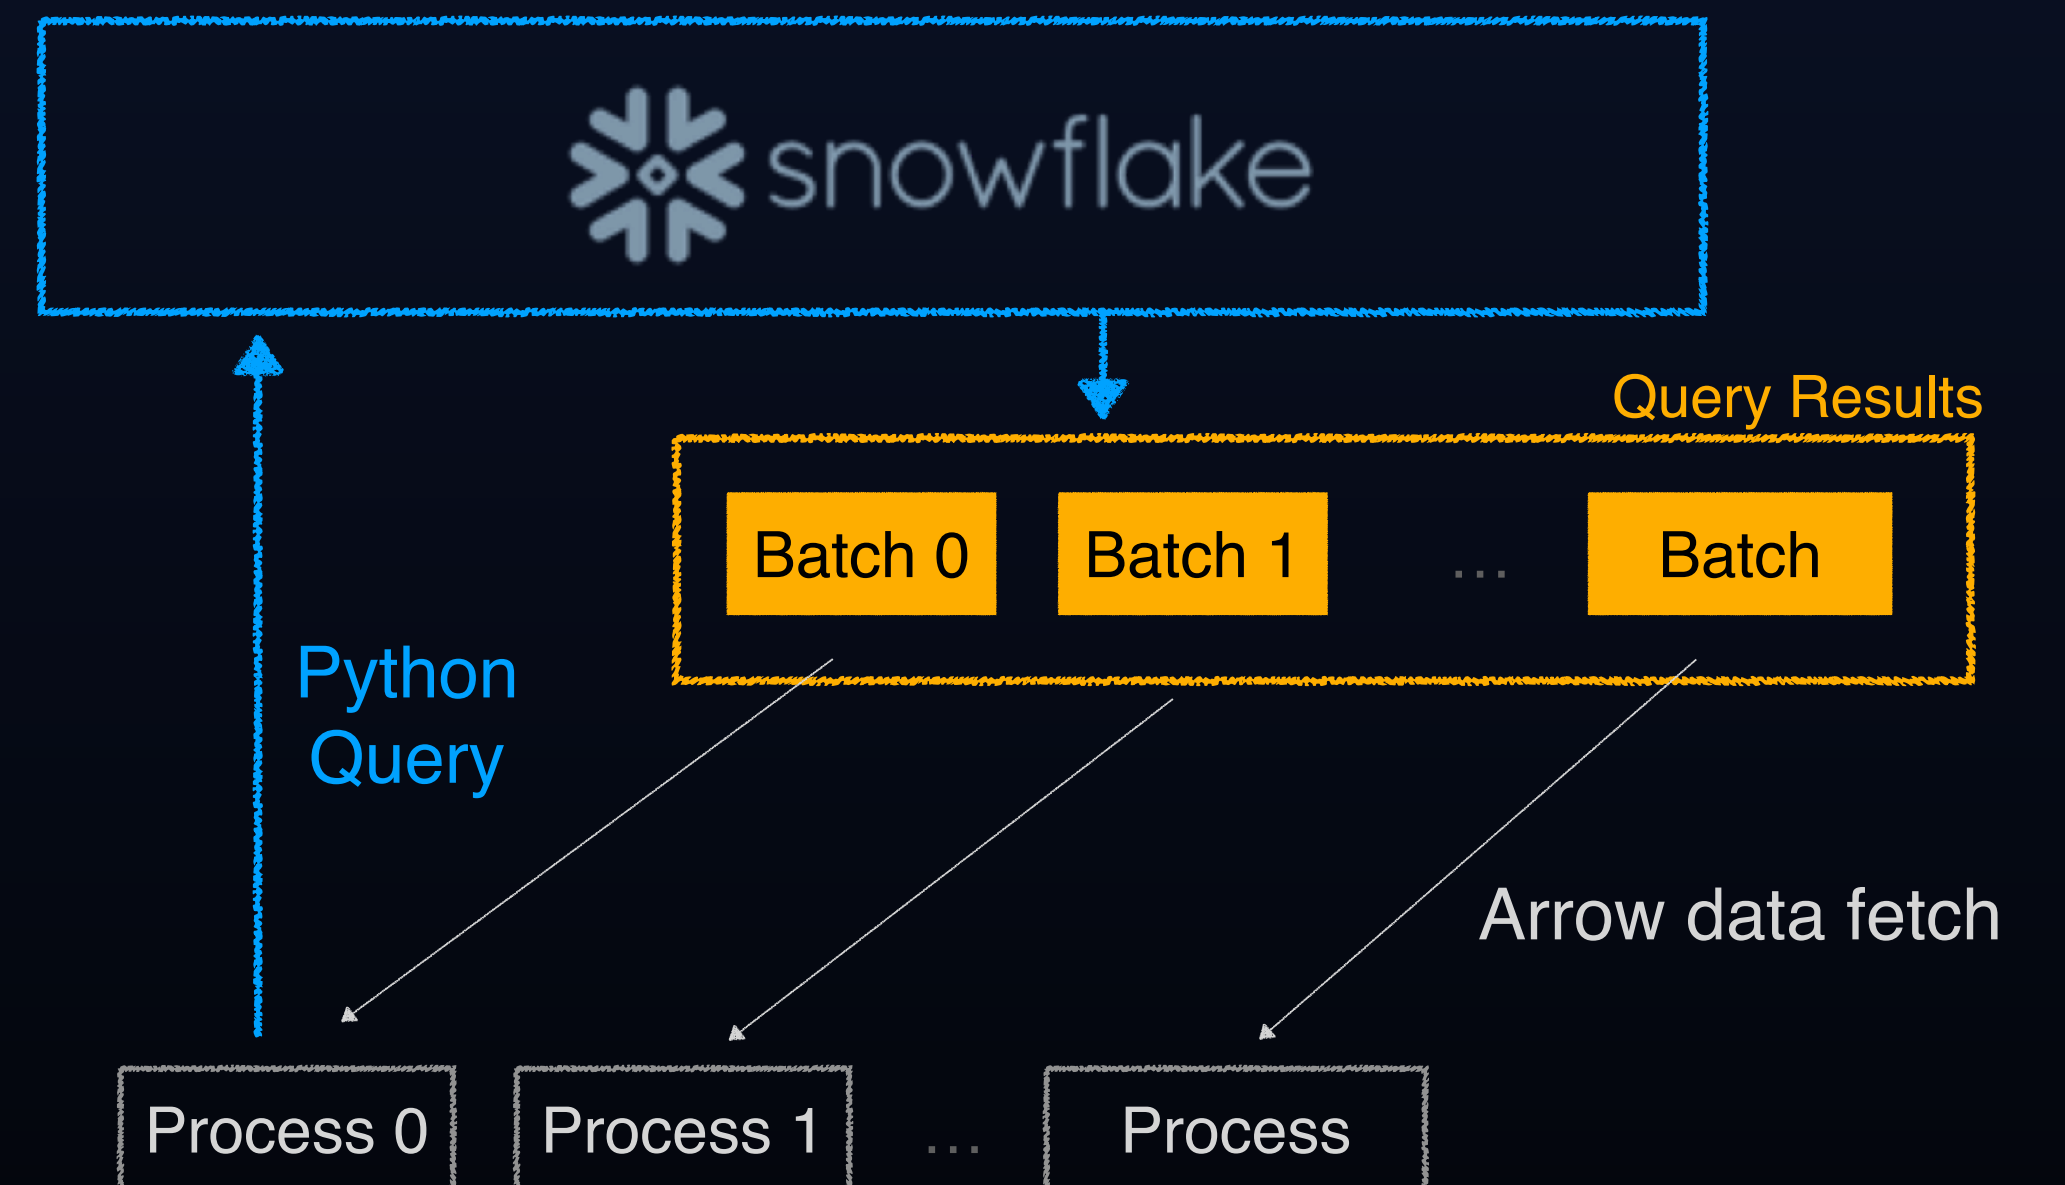 snowflake
Query Results
Batch 0 Batch 1 ... Batch
Python
Query
Arrow data fetch
Process 0 Process 1 ... Process